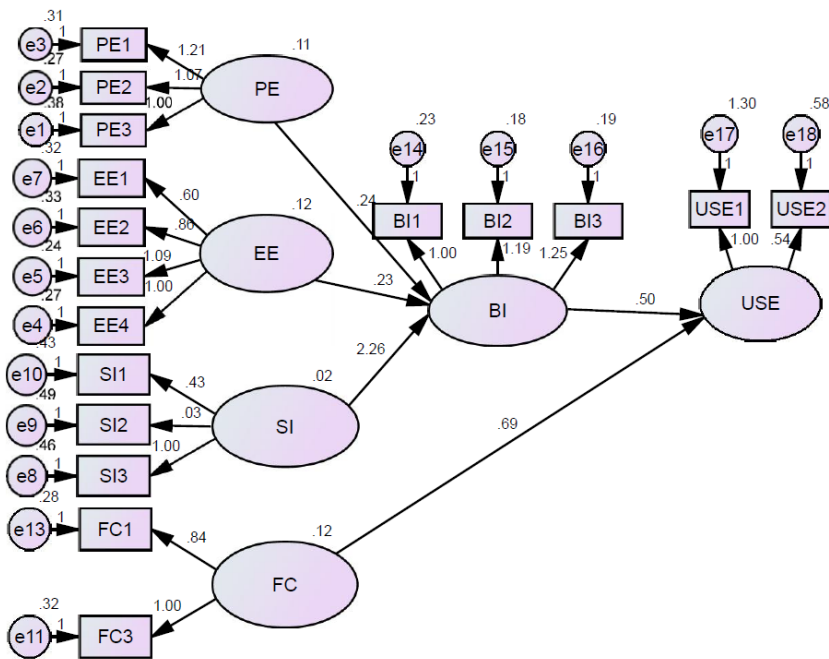 .31
e3 1 PE1 1.21 .11
.27
e2 1 PE2 1.07 PE
.38
e1 1 PE3 1.00
.32
e7 1 EE1 .60
.33
e6 1 EE2 .86 .12
.24
e5 1 EE3 1.09 EE
.27
e4 1 EE4 1.00
.43
e10 1 SI1 .43 .02
.49
e9 1 SI2 .03 SI
.46
e8 1 SI3 1.00
.28
e13 1 FC1 .84 .12
FC
.32
e11 1 FC3 1.00
.23 .18 .19
e14 e15 e16
1 1 1
BI1 BI2 BI3
1.00 1.19 1.25
.24
.23
2.26
BI
.50
.69
1.30 .58
e17 e18
1 1
USE1 USE2
1.00 .54
USE